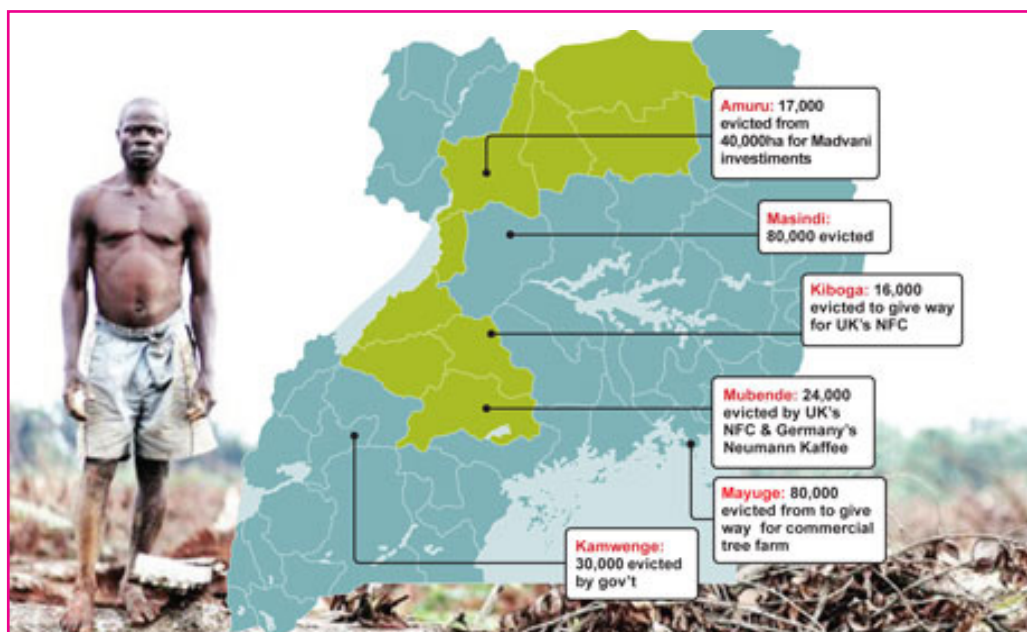 Amuru: 17,000
evicted from
40,000ha for Madvani
investiments
Masindi:
80,000 evicted
Kiboga: 16,000
evicted to give way
for UK's NFC
Mubende: 24,000
evicted by UK's
NFC & Germany's
Neumann Kaffee
Mayuge: 80,000
evicted from to give
way for commercial
tree farm
Kamwenge:
30,000 evicted
by gov't